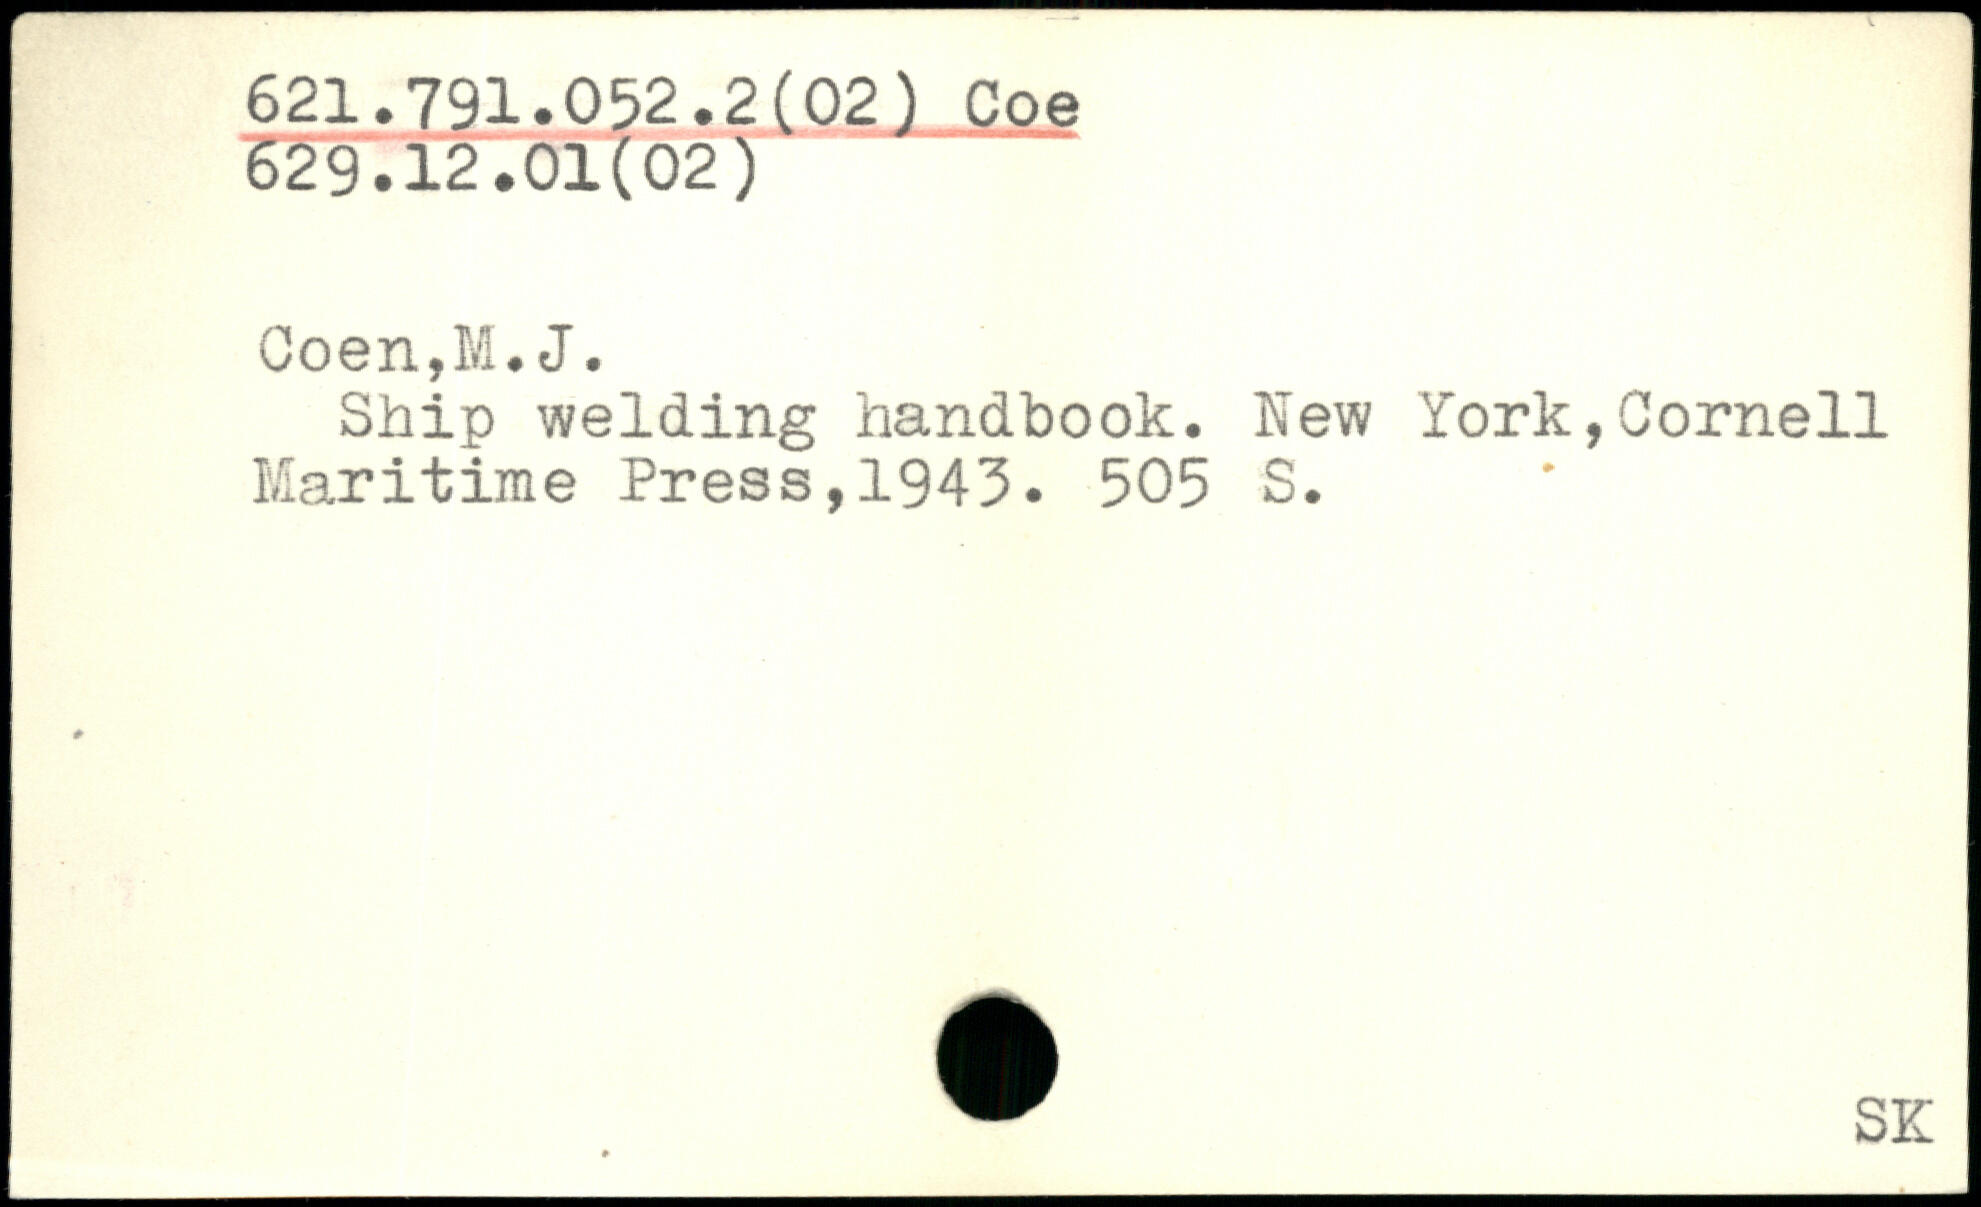 621.791.052.2(02) Coe
629.12.01(02)
Coen,M.J.
Ship welding handbook. New York,Cornell
Maritime Press,1943. 505 S.
SK